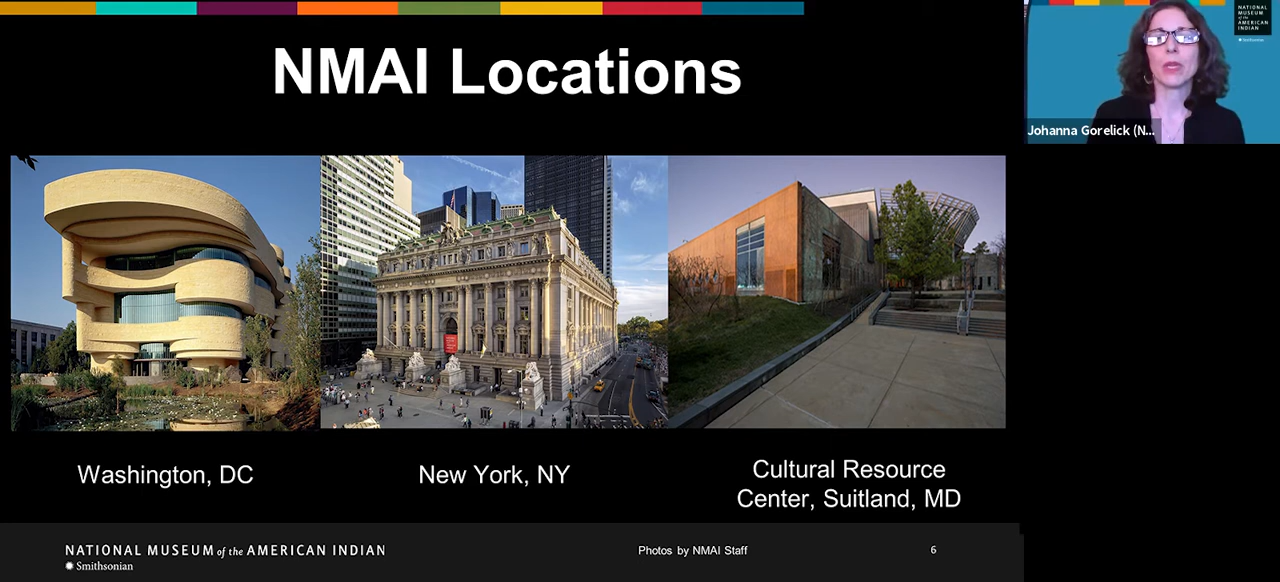 NMAI Locations
NATIONAL
MUSEUM
of the
AMERICAN
INDIAN
Smithsonian
Johanna Gorelick (N...
Washington, DC
New York, NY
Cultural Resource
Center, Suitland, MD
NATIONAL MUSEUM of the AMERICAN INDIAN
Smithsonian
Photos by NMAI Staff
6